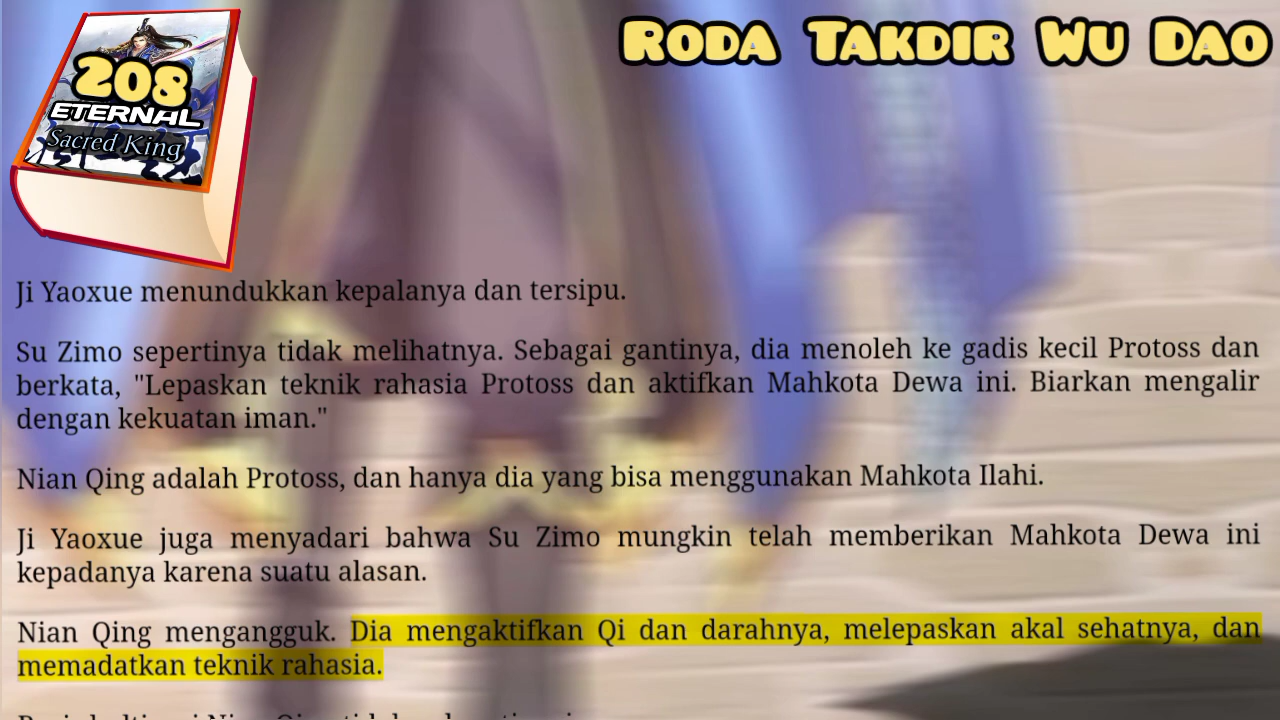 Roda Takdir Wu Dao
208
ETERNAL
Sacred King
Ji Yaoxue menundukkan kepalanya dan tersipu.
Su Zimo sepertinya tidak melihatnya. Sebagai gantinya, dia menoleh ke gadis kecil Protoss dan
berkata, "Lepaskan teknik rahasia Protoss dan aktifkan Mahkota Dewa ini. Biarkan mengalir
dengan kekuatan iman."
Nian Qing adalah Protoss, dan hanya dia yang bisa menggunakan Mahkota Ilahi.
Ji Yaoxue juga menyadari bahwa Su Zimo mungkin telah memberikan Mahkota Dewa ini
kepadanya karena suatu alasan.
Nian Qing mengangguk. Dia mengaktifkan Qi dan darahnya, melepaskan akal sehatnya, dan
memadatkan teknik rahasia.